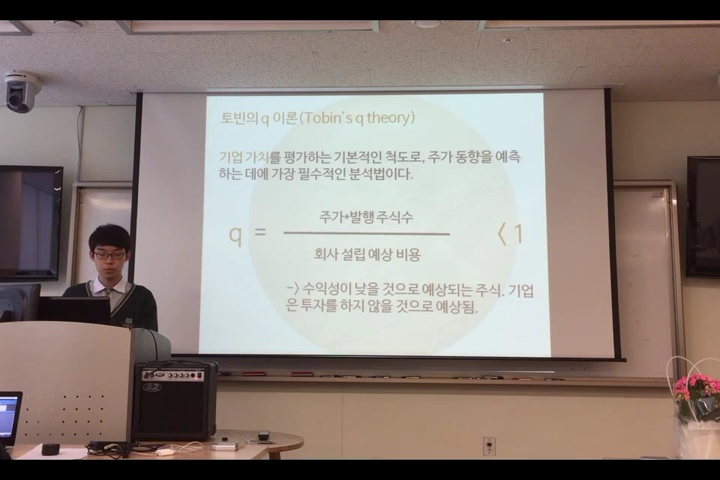 토빈의 q 이론(Tobin's q theory)
기업 가치를 평가하는 기본적인 척도로, 주가 동향을 예측
하는 데에 가장 필수적인 분석법이다.
주가*발행 주식수
q = 〈 1
회사 설립 예상 비용
-〉 수익성이 낮을 것으로 예상되는 주식. 기업
은 투자를 하지 않을 것으로 예상됨.